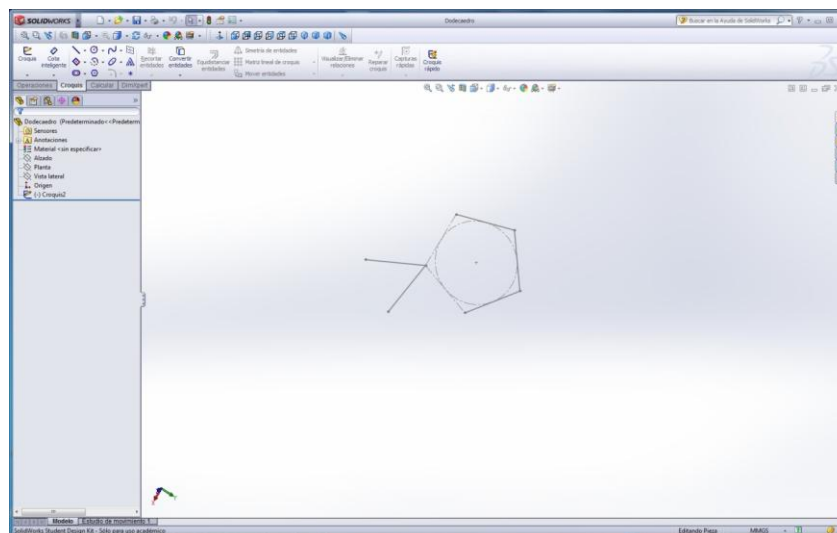 SOLIDWORKS
Dodecaedro
Buscar en la Ayuda de SolidWorks
Croquis
Cota inteligente
Recortar entidades
Convertir entidades
Equidistanciar entidades
Simetría de entidades
Matriz lineal de croquis
Mover entidades
Visualizar/Eliminar relaciones
Reparar croquis
Capturas rápidas
Croquis rápido
Operaciones
Croquis
Calcular
DimXpert
Dodecaedro (Predeterminado<<Predeterm
Sensores
Anotaciones
Material <sin especificar>
Alzado
Planta
Vista lateral
Origen
(-) Croquis2
Modelo
Estudio de movimiento 1
SolidWorks Student Design Kit - Sólo para uso académico
Editando Pieza
MMGS